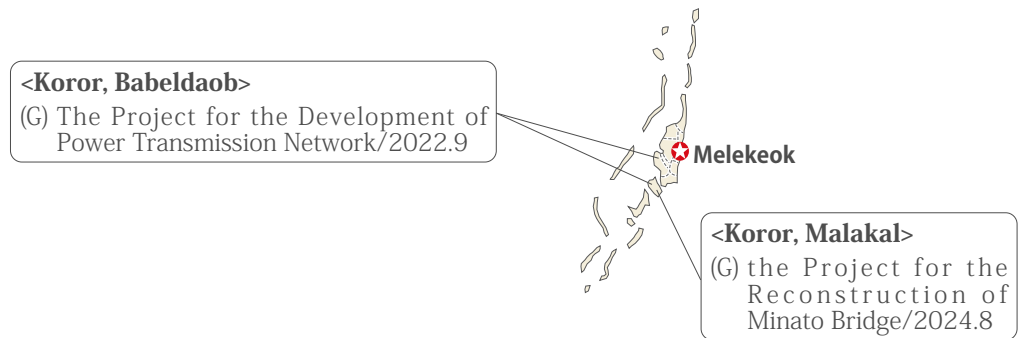 <Koror, Babeldaob>
(G) The Project for the Development of
Power Transmission Network/2022.9
Melekeok
<Koror, Malakal>
(G) the Project for the
Reconstruction of
Minato Bridge/2024.8